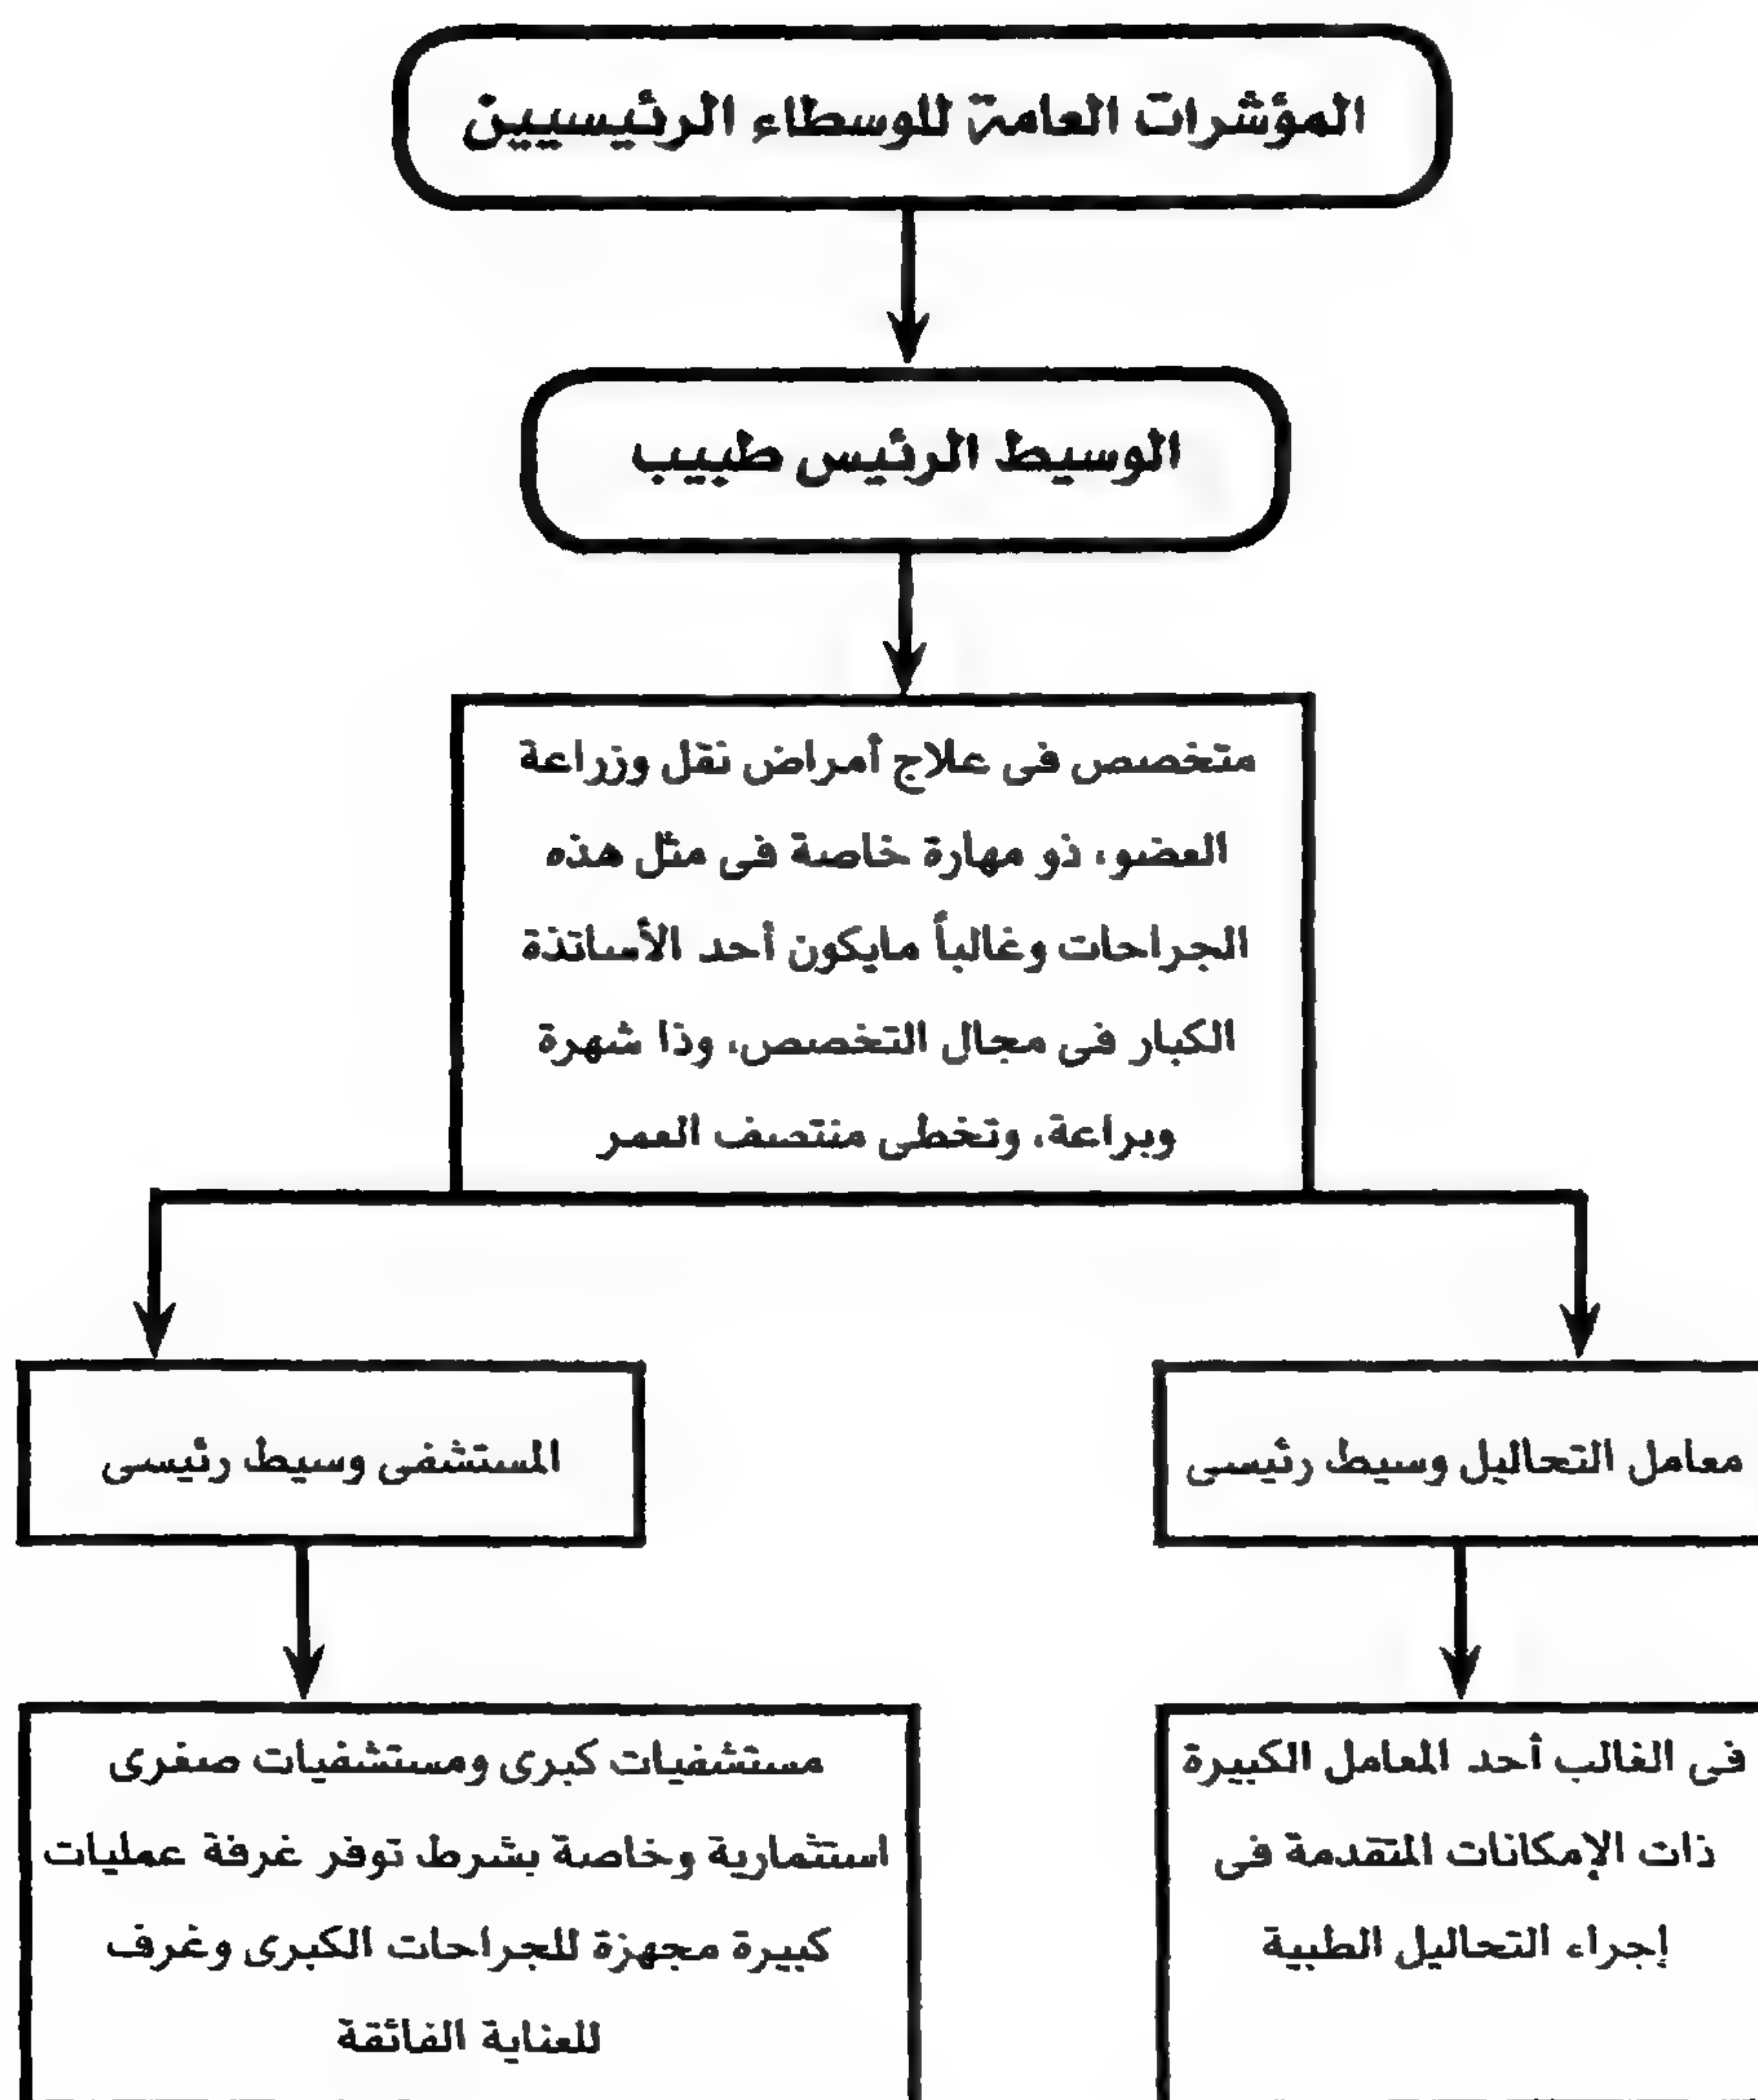 المؤشرات العامة للوسطاء الرئيسيين
الوسيط الرئيس طبيب
متخصص فى علاج أمراض نقل وزراعة
العضو، ذو مهارة خاصة فى مثل هذه
الجراحات وغالباً مايكون أحد الأساتذة
الكبار فى مجال التخصص، وذا شهرة
وبراعة، وتخطى منتصف العمر
معامل التحاليل وسيط رئيسى
فى الغالب أحد المعامل الكبيرة
ذات الإمكانات المتقدمة فى
إجراء التحاليل الطبية
المستشفى وسيط رئيسى
مستشفيات كبرى ومستشفيات صغرى
استثمارية وخاصة بشرط توفر غرفة عمليات
كبيرة مجهزة للجراحات الكبرى وغرف
للعناية الفائقة